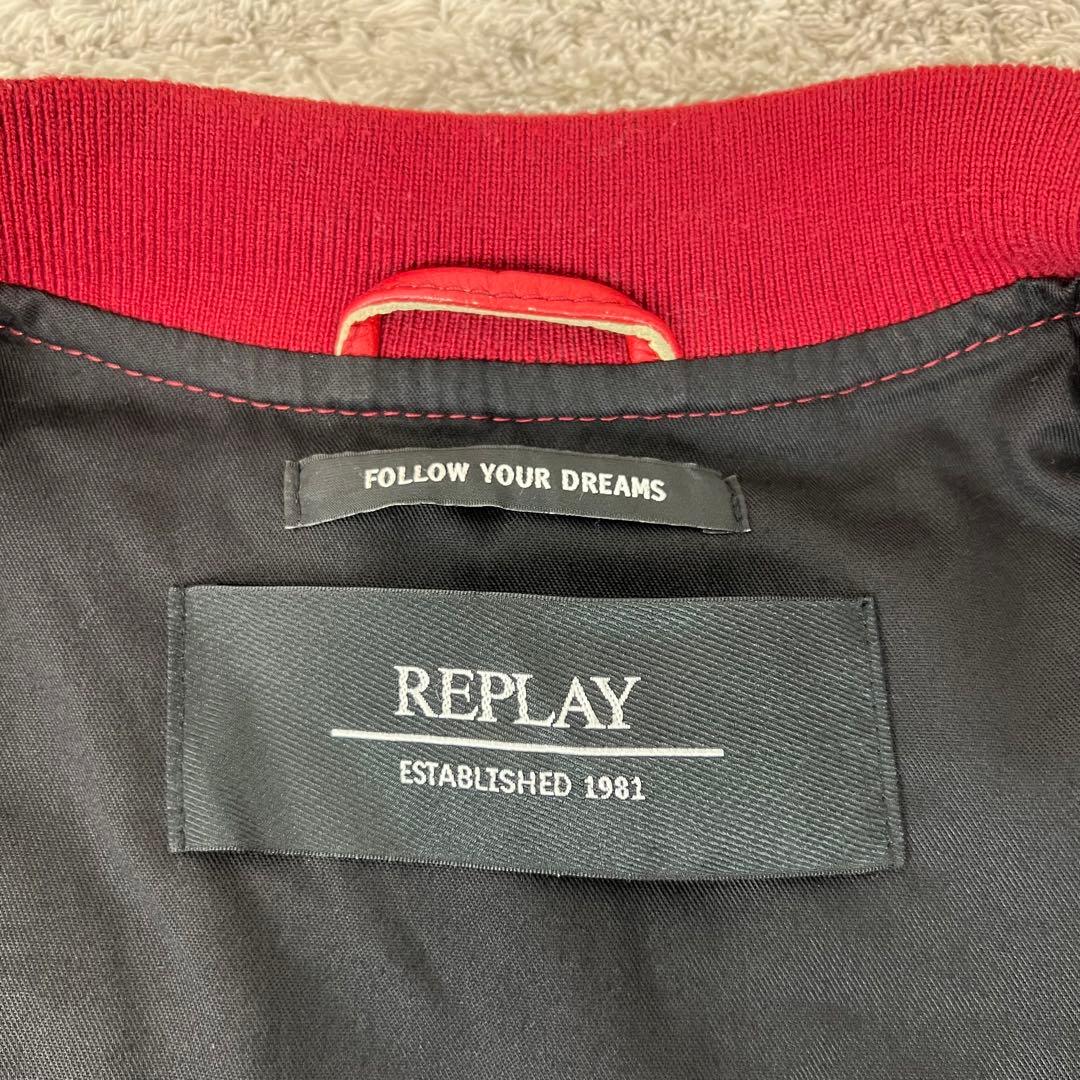 FOLLOW YOUR DREAMS
REPLAY
ESTABLISHED 1981